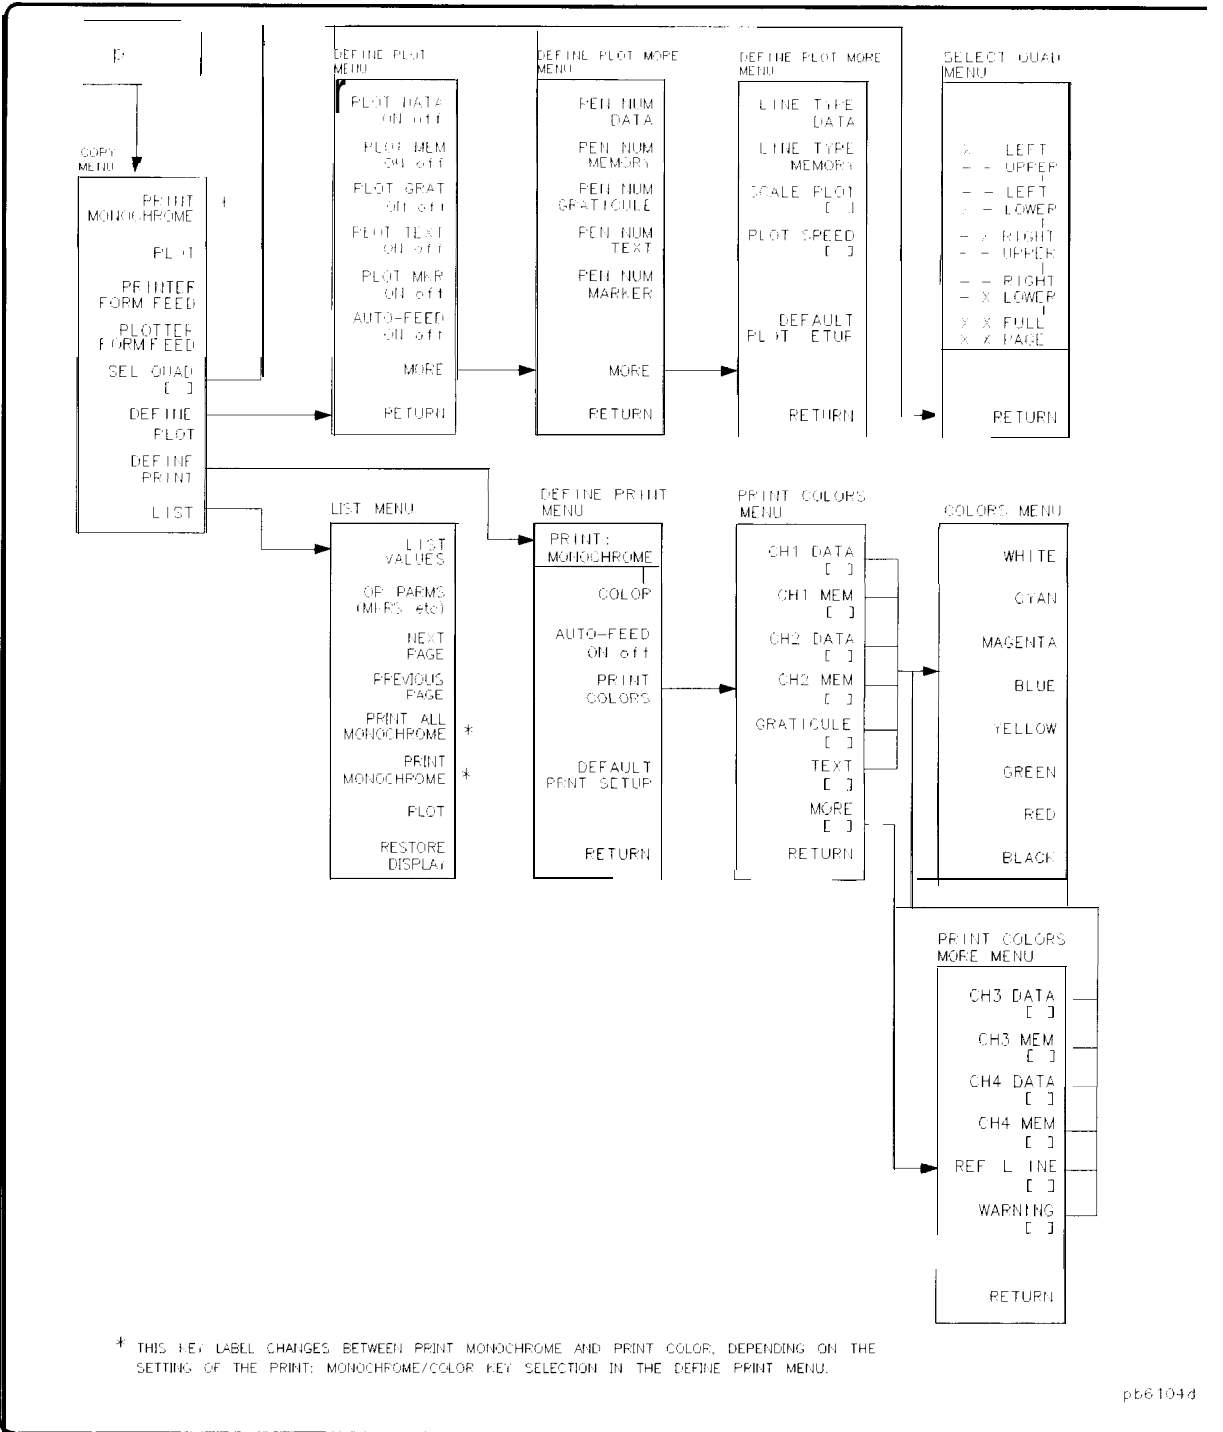 p
COPY
MENU
PRINT
MONOCHROME *
PLOT
PRINTER
FORM FEED
PLOTTER
FORM FEED
SEL QUAD
[ ]
DEFINE
PLOT
DEFINE
PRINT
LIST
DEFINE PLOT
MENU
PLOT DATA
ON off
PLOT MEM
ON off
PLOT GRAT
ON off
PLOT TEXT
ON off
PLOT MKR
ON off
AUTO-FEED
ON off
MORE
RETURN
DEFINE PLOT MORE
MENU
PEN NUM
DATA
PEN NUM
MEMORY
PEN NUM
GRATICULE
PEN NUM
TEXT
PEN NUM
MARKER
MORE
RETURN
DEFINE PLOT MORE
MENU
LINE TYPE
DATA
LINE TYPE
MEMORY
SCALE PLOT
[ ]
PLOT SPEED
[ ]
DEFAULT
PLOT SETUP
RETURN
SELECT QUAD
MENU
X LEFT
- - UPPER
- - LEFT
X - LOWER
- X RIGHT
- - UPPER
- - RIGHT
- X LOWER
X X FULL
X X PAGE
RETURN
LIST MENU
LIST
VALUES
OP PARMS
(MKRS etc)
NEXT
PAGE
PREVIOUS
PAGE
PRINT ALL
MONOCHROME *
PRINT
MONOCHROME *
PLOT
RESTORE
DISPLAY
DEFINE PRINT
MENU
PRINT:
MONOCHROME
COLOR
AUTO-FEED
ON off
PRINT
COLORS
DEFAULT
PRNT SETUP
RETURN
PRINT COLORS
MENU
CH1 DATA
[ ]
CH1 MEM
[ ]
CH2 DATA
[ ]
CH2 MEM
[ ]
GRATICULE
[ ]
TEXT
[ ]
MORE
[ ]
RETURN
COLORS MENU
WHITE
CYAN
MAGENTA
BLUE
YELLOW
GREEN
RED
BLACK
PRINT COLORS
MORE MENU
CH3 DATA
[ ]
CH3 MEM
[ ]
CH4 DATA
[ ]
CH4 MEM
[ ]
REF L INE
[ ]
WARNING
[ ]
RETURN
* THIS KEY LABEL CHANGES BETWEEN PRINT MONOCHROME AND PRINT COLOR, DEPENDING ON THE
SETTING OF THE PRINT: MONOCHROME/COLOR KEY SELECTION IN THE DEFINE PRINT MENU.
pb6104d